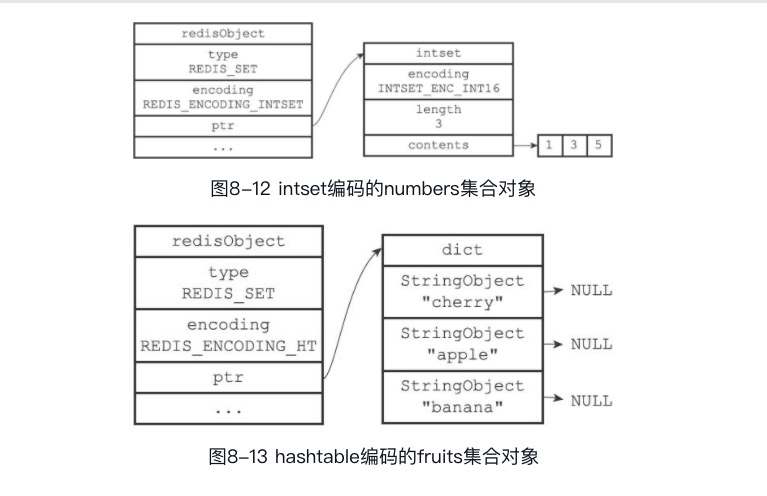 redisObject
type
REDIS_SET
encoding
REDIS_ENCODING_INTSET
ptr
...
intset
encoding
INTSET_ENC_INT16
length
3
contents
1 3 5
图8-12 intset编码的numbers集合对象
redisObject
type
REDIS_SET
encoding
REDIS_ENCODING_HT
ptr
...
dict
StringObject
"cherry"
NULL
StringObject
"apple"
NULL
StringObject
"banana"
NULL
图8-13 hashtable编码的fruits集合对象